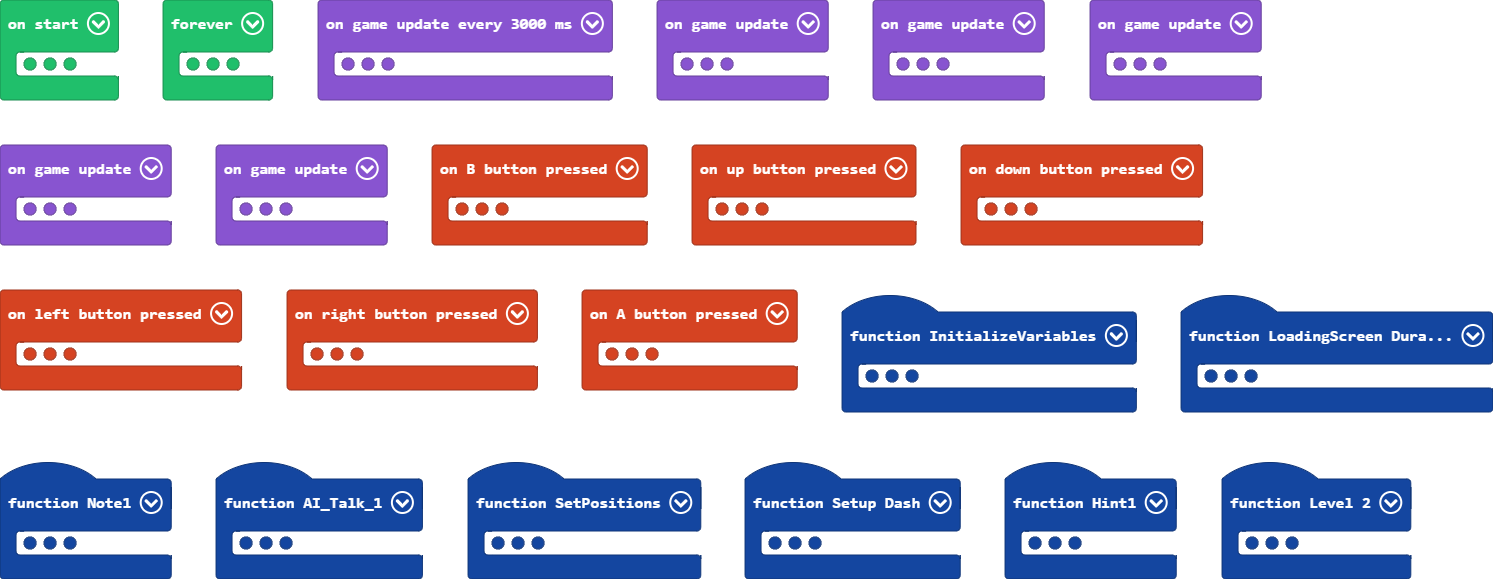 on start
forever
on game update every 3000 ms
on game update
on game update
on game update
on game update
on game update
on B button pressed
on up button pressed
on down button pressed
on left button pressed
on right button pressed
on A button pressed
function InitializeVariables
function LoadingScreen Dura...
function Note1
function AI_Talk_1
function SetPositions
function Setup Dash
function Hint1
function Level 2